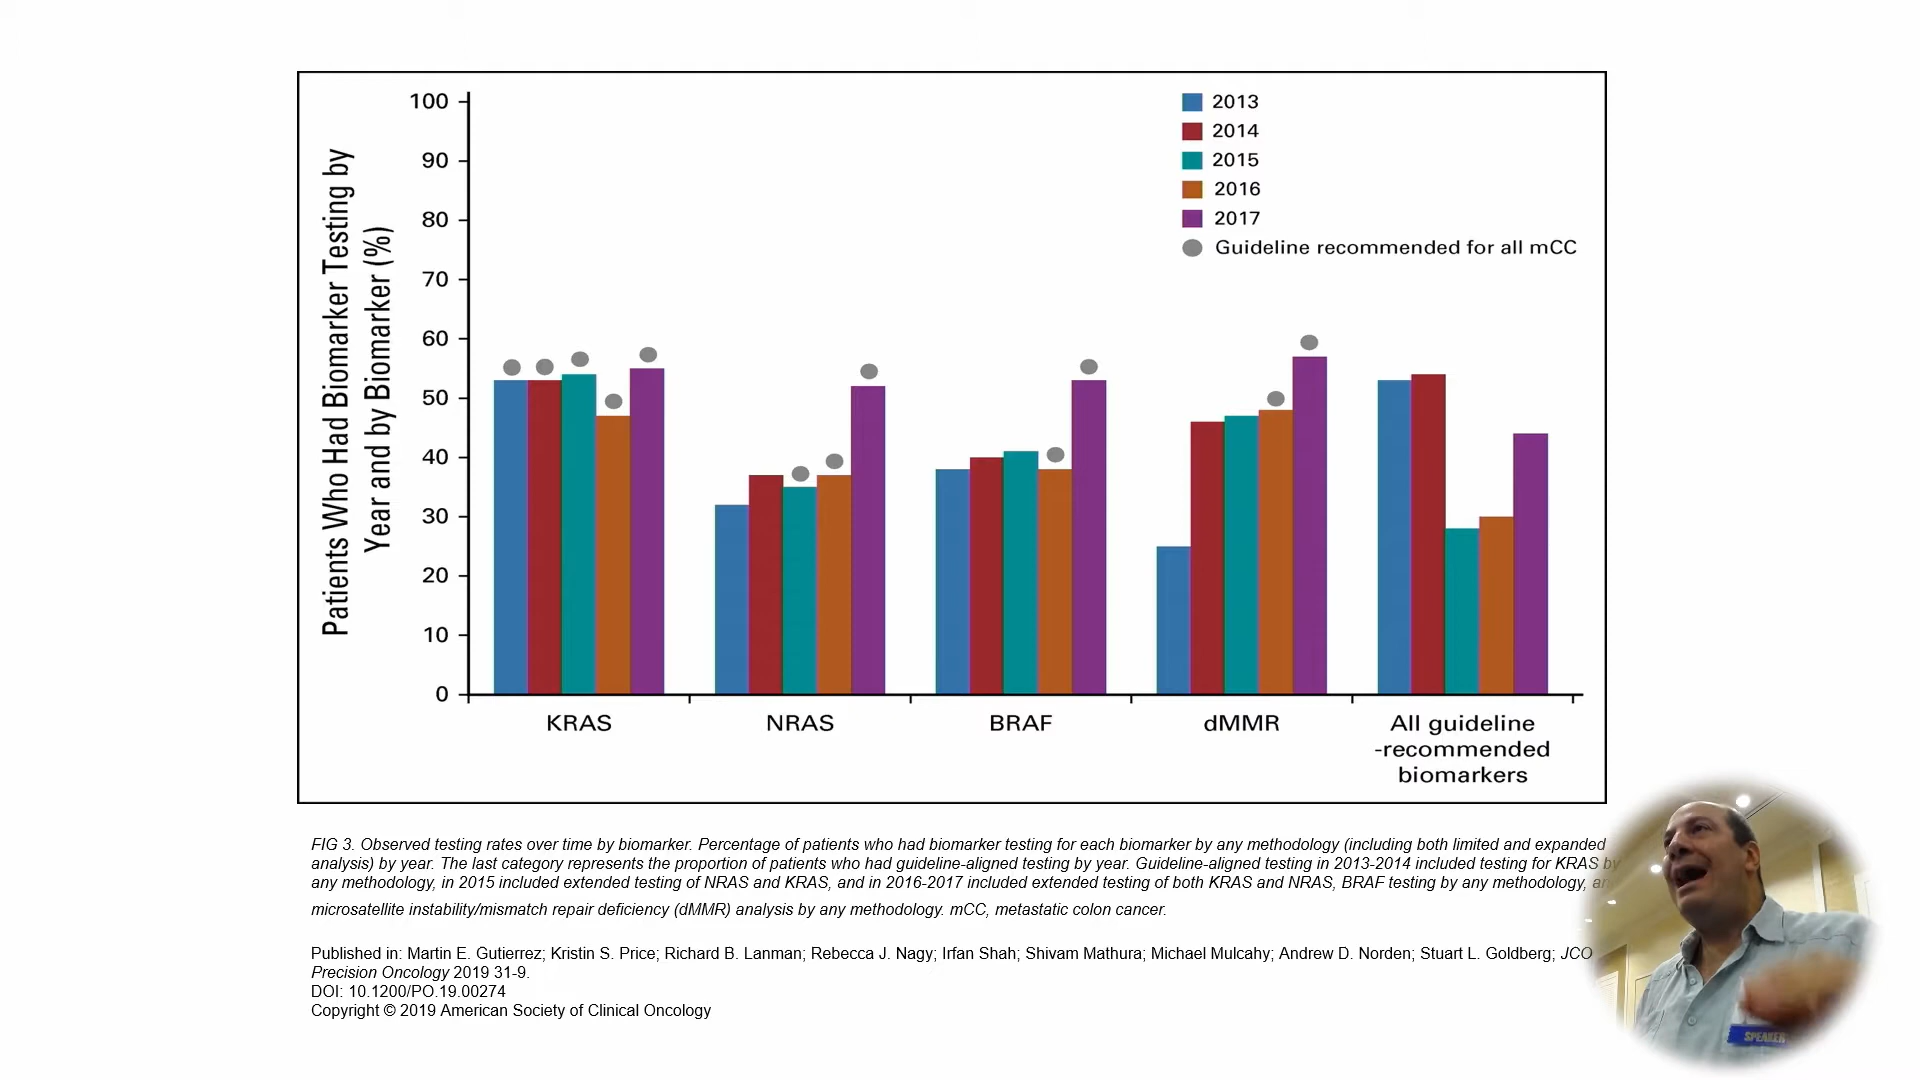 Patients Who Had Biomarker Testing by
Year and by Biomarker (%)
100
90
80
70
60
50
40
30
20
10
0
2013
2014
2015
2016
2017
Guideline recommended for all mCC
KRAS
NRAS
BRAF
dMMR
All guideline
-recommended
biomarkers
FIG 3. Observed testing rates over time by biomarker. Percentage of patients who had biomarker testing for each biomarker by any methodology (including both limited and expanded
analysis) by year. The last category represents the proportion of patients who had guideline-aligned testing by year. Guideline-aligned testing in 2013-2014 included testing for KRAS by
any methodology, in 2015 included extended testing of NRAS and KRAS, and in 2016-2017 included extended testing of both KRAS and NRAS, BRAF testing by any methodology,
microsatellite instability/mismatch repair deficiency (dMMR) analysis by any methodology. mCC, metastatic colon cancer.
Published in: Martin E. Gutierrez; Kristin S. Price; Richard B. Lanman; Rebecca J. Nagy; Irfan Shah; Shivam Mathura; Michael Mulcahy; Andrew D. Norden; Stuart L. Goldberg; JCO
Precision Oncology 2019 31-9.
DOI: 10.1200/PO.19.00274
Copyright © 2019 American Society of Clinical Oncology
SPEAKER